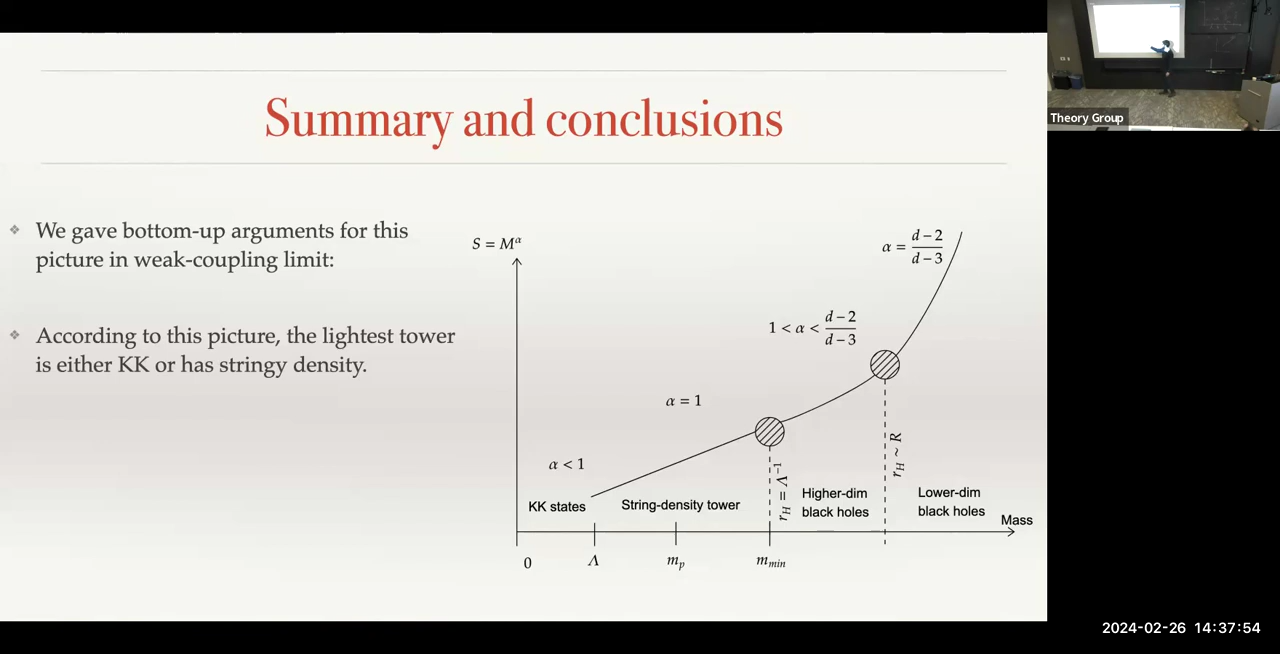 Summary and conclusions
❖ We gave bottom-up arguments for this
picture in weak-coupling limit:
❖ According to this picture, the lightest tower
is either KK or has stringy density.
S = M^α
α = (d − 2)/(d − 3)
1 < α < (d − 2)/(d − 3)
α = 1
α < 1
r_H ~ R
r_H = Λ^−1
KK states
String-density tower
Higher-dim
black holes
Lower-dim
black holes
Mass
0
Λ
m_p
m_min
Theory Group
2024-02-26 14:37:54